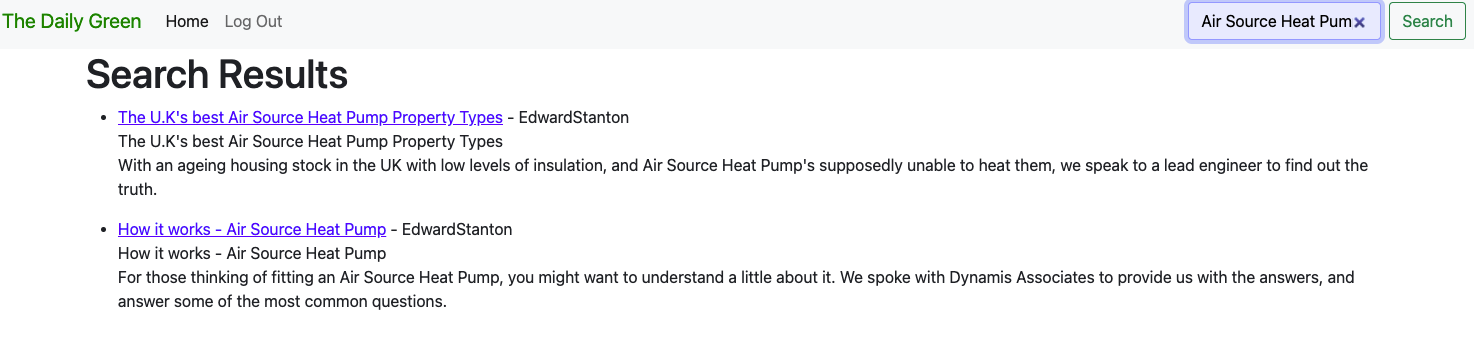 The Daily Green Home Log Out Air Source Heat Pum Search
Search Results
The U.K's best Air Source Heat Pump Property Types - EdwardStanton
The U.K's best Air Source Heat Pump Property Types
With an ageing housing stock in the UK with low levels of insulation, and Air Source Heat Pump's supposedly unable to heat them, we speak to a lead engineer to find out the
truth.
How it works - Air Source Heat Pump - EdwardStanton
How it works - Air Source Heat Pump
For those thinking of fitting an Air Source Heat Pump, you might want to understand a little about it. We spoke with Dynamis Associates to provide us with the answers, and
answer some of the most common questions.